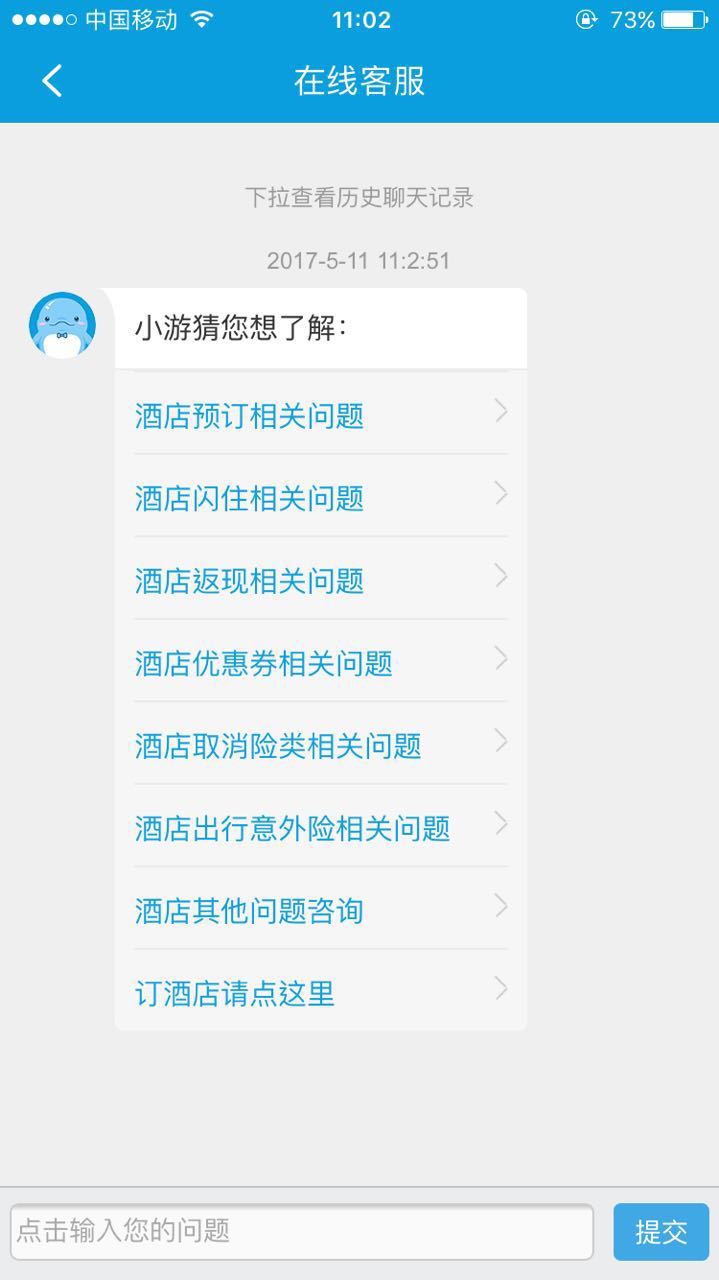 中国移动 11:02 73%
在线客服
下拉查看历史聊天记录
2017-5-11 11:2:51
小游猜您想了解：
酒店预订相关问题
酒店闪住相关问题
酒店返现相关问题
酒店优惠券相关问题
酒店取消险类相关问题
酒店出行意外险相关问题
酒店其他问题咨询
订酒店请点这里
点击输入您的问题 提交